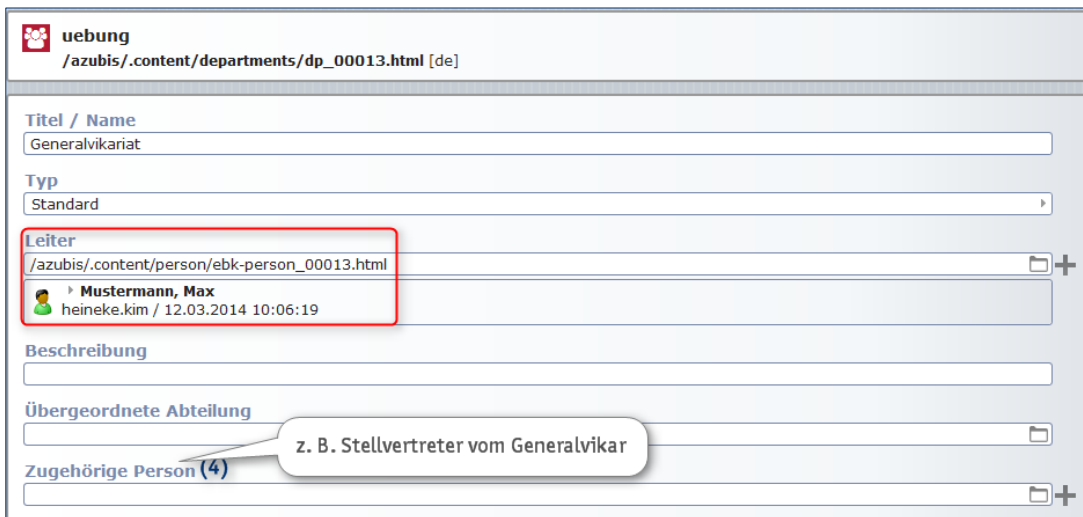 uebung
/azubis/.content/departments/dp_00013.html [de]
Titel / Name
Generalvikariat
Typ
Standard
Leiter
/azubis/.content/person/ebk-person_00013.html
Mustermann, Max
heineke.kim / 12.03.2014 10:06:19
Beschreibung
Übergeordnete Abteilung
z. B. Stellvertreter vom Generalvikar
Zugehörige Person (4)